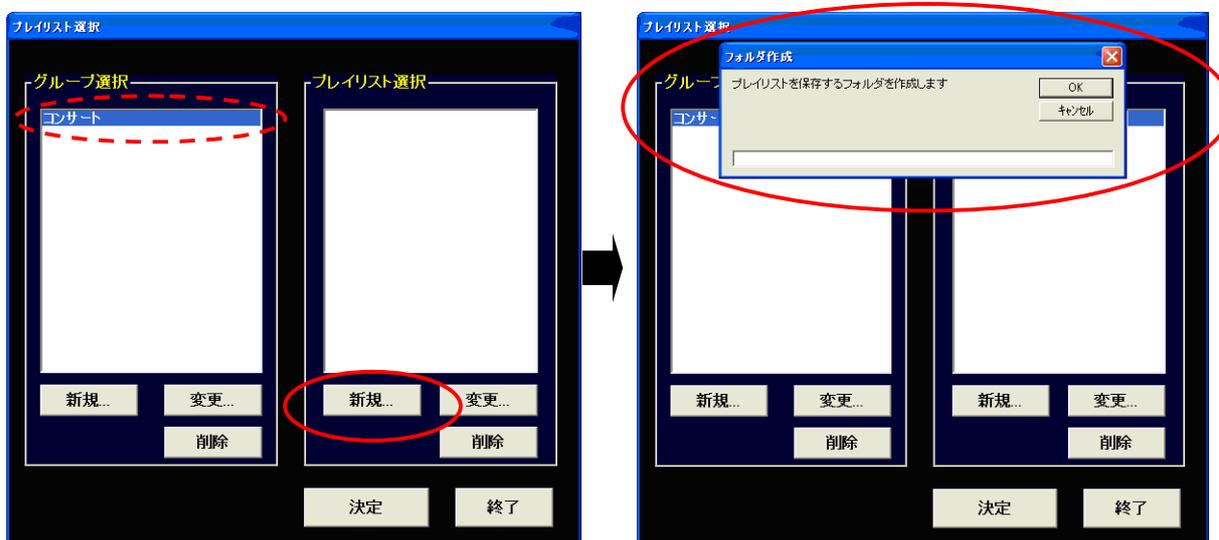 プレイリスト選択
グループ選択
プレイリスト選択
コンサート
新規...
変更...
新規...
変更...
削除
削除
決定
終了
プレイリスト選択
フォルダ作成
プレイリストを保存するフォルダを作成します
OK
キャンセル
グループ
コンサー
新規...
変更...
新規...
変更...
削除
削除
決定
終了